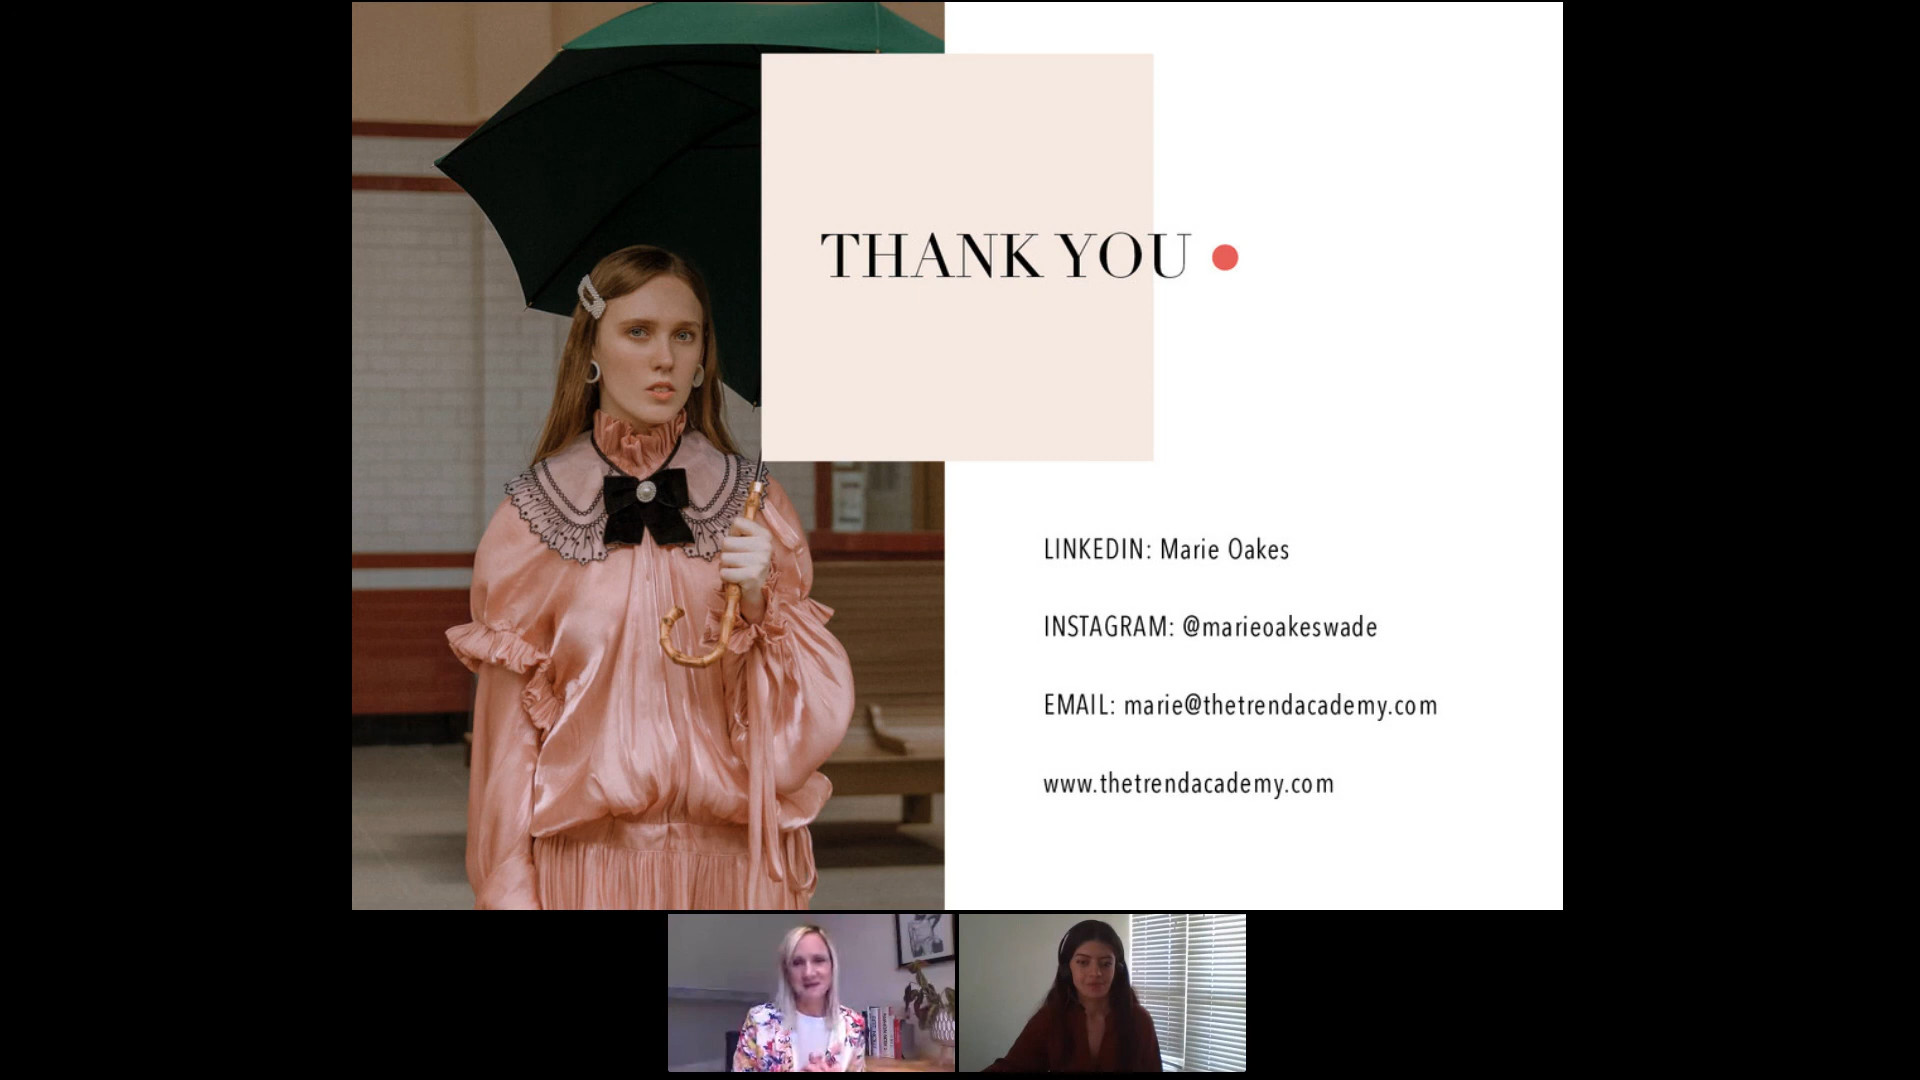 THANK YOU
LINKEDIN: Marie Oakes
INSTAGRAM: @marieoakeswade
EMAIL: marie@thetrendacademy.com
www.thetrendacademy.com